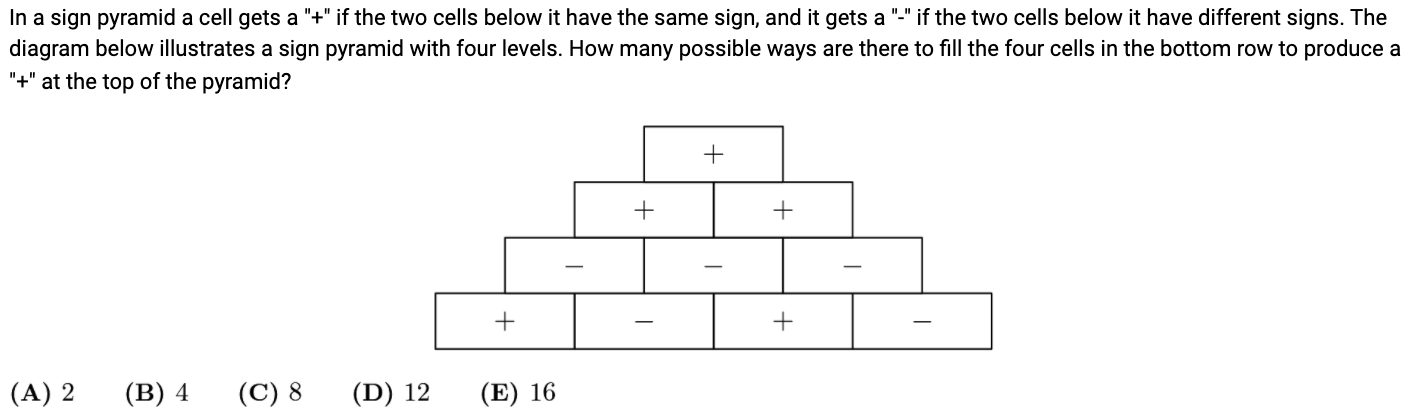 In a sign pyramid a cell gets a "+" if the two cells below it have the same sign, and it gets a "-" if the two cells below it have different signs. The
diagram below illustrates a sign pyramid with four levels. How many possible ways are there to fill the four cells in the bottom row to produce a
"+" at the top of the pyramid?
+
+ +
− − −
+ − + −
(A) 2 (B) 4 (C) 8 (D) 12 (E) 16